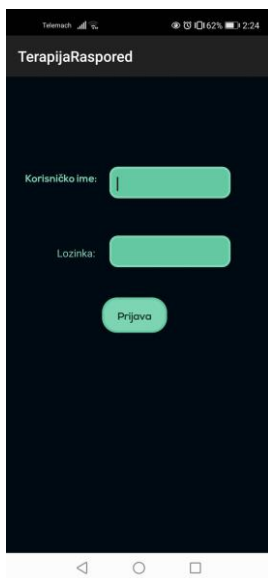 Telemach 62% 2:24
TerapijaRaspored
Korisničko ime:
Lozinka:
Prijava